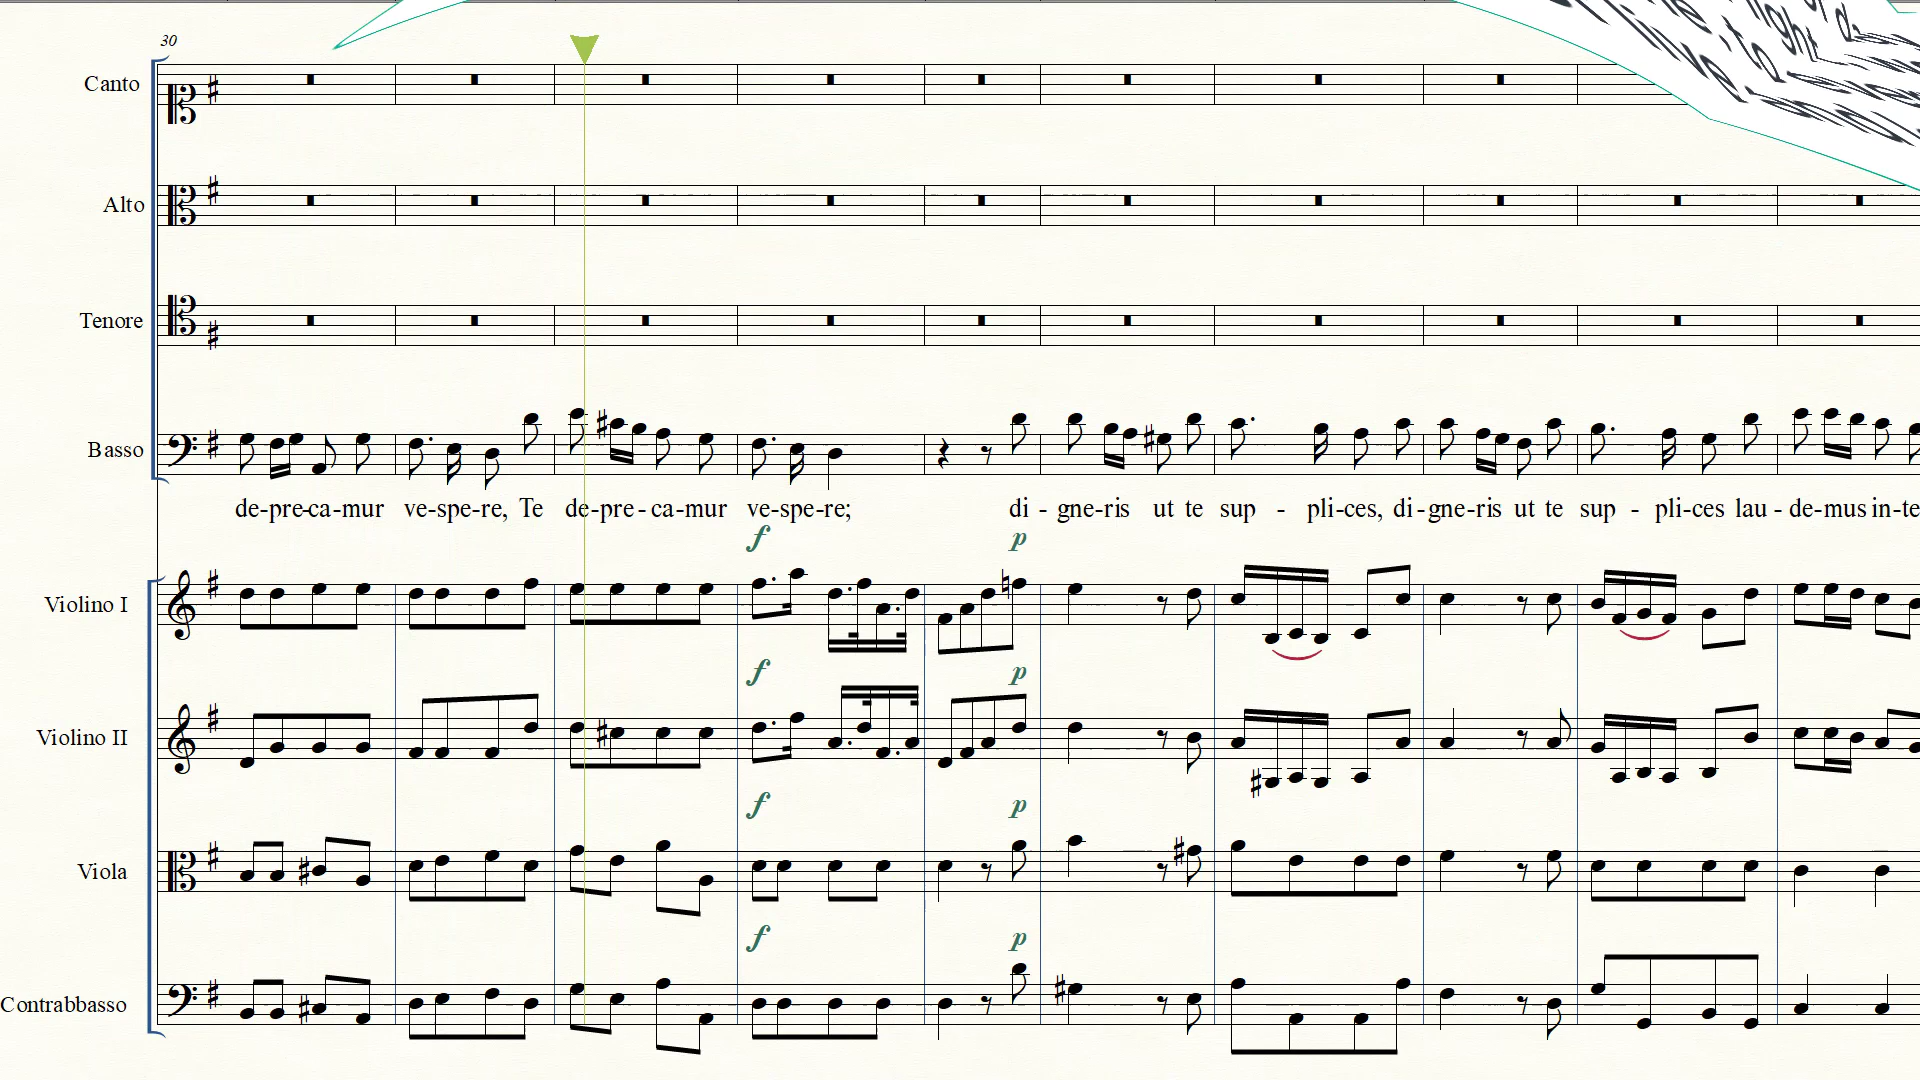 light d.
to
30
Canto
Alto
Tenore
Basso
de-pre-ca-mur ve-spe-re, Te de-pre-ca-mur ve-spe-re; di-gne-ris ut te sup-pli-ces, di-gne-ris ut te sup-pli-ces lau-de-mus in-te
f p
Violino I
f p
Violino II
f p
Viola
f p
Contrabbasso